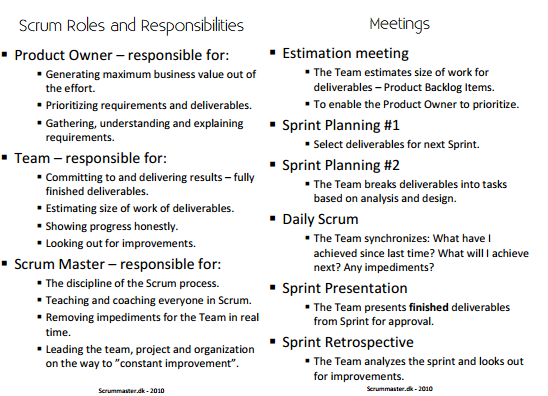 Scrum Roles and Responsibilities
▪ Product Owner – responsible for:
▪ Generating maximum business value out of
the effort.
▪ Prioritizing requirements and deliverables.
▪ Gathering, understanding and explaining
requirements.
▪ Team – responsible for:
▪ Committing to and delivering results – fully
finished deliverables.
▪ Estimating size of work of deliverables.
▪ Showing progress honestly.
▪ Looking out for improvements.
▪ Scrum Master – responsible for:
▪ The discipline of the Scrum process.
▪ Teaching and coaching everyone in Scrum.
▪ Removing impediments for the Team in real
time.
▪ Leading the team, project and organization
on the way to "constant improvement".
Scrummaster.dk - 2010
Meetings
▪ Estimation meeting
▪ The Team estimates size of work for
deliverables – Product Backlog Items.
▪ To enable the Product Owner to prioritize.
▪ Sprint Planning #1
▪ Select deliverables for next Sprint.
▪ Sprint Planning #2
▪ The Team breaks deliverables into tasks
based on analysis and design.
▪ Daily Scrum
▪ The Team synchronizes: What have I
achieved since last time? What will I achieve
next? Any impediments?
▪ Sprint Presentation
▪ The Team presents finished deliverables
from Sprint for approval.
▪ Sprint Retrospective
▪ The Team analyzes the sprint and looks out
for improvements.
Scrummaster.dk - 2010